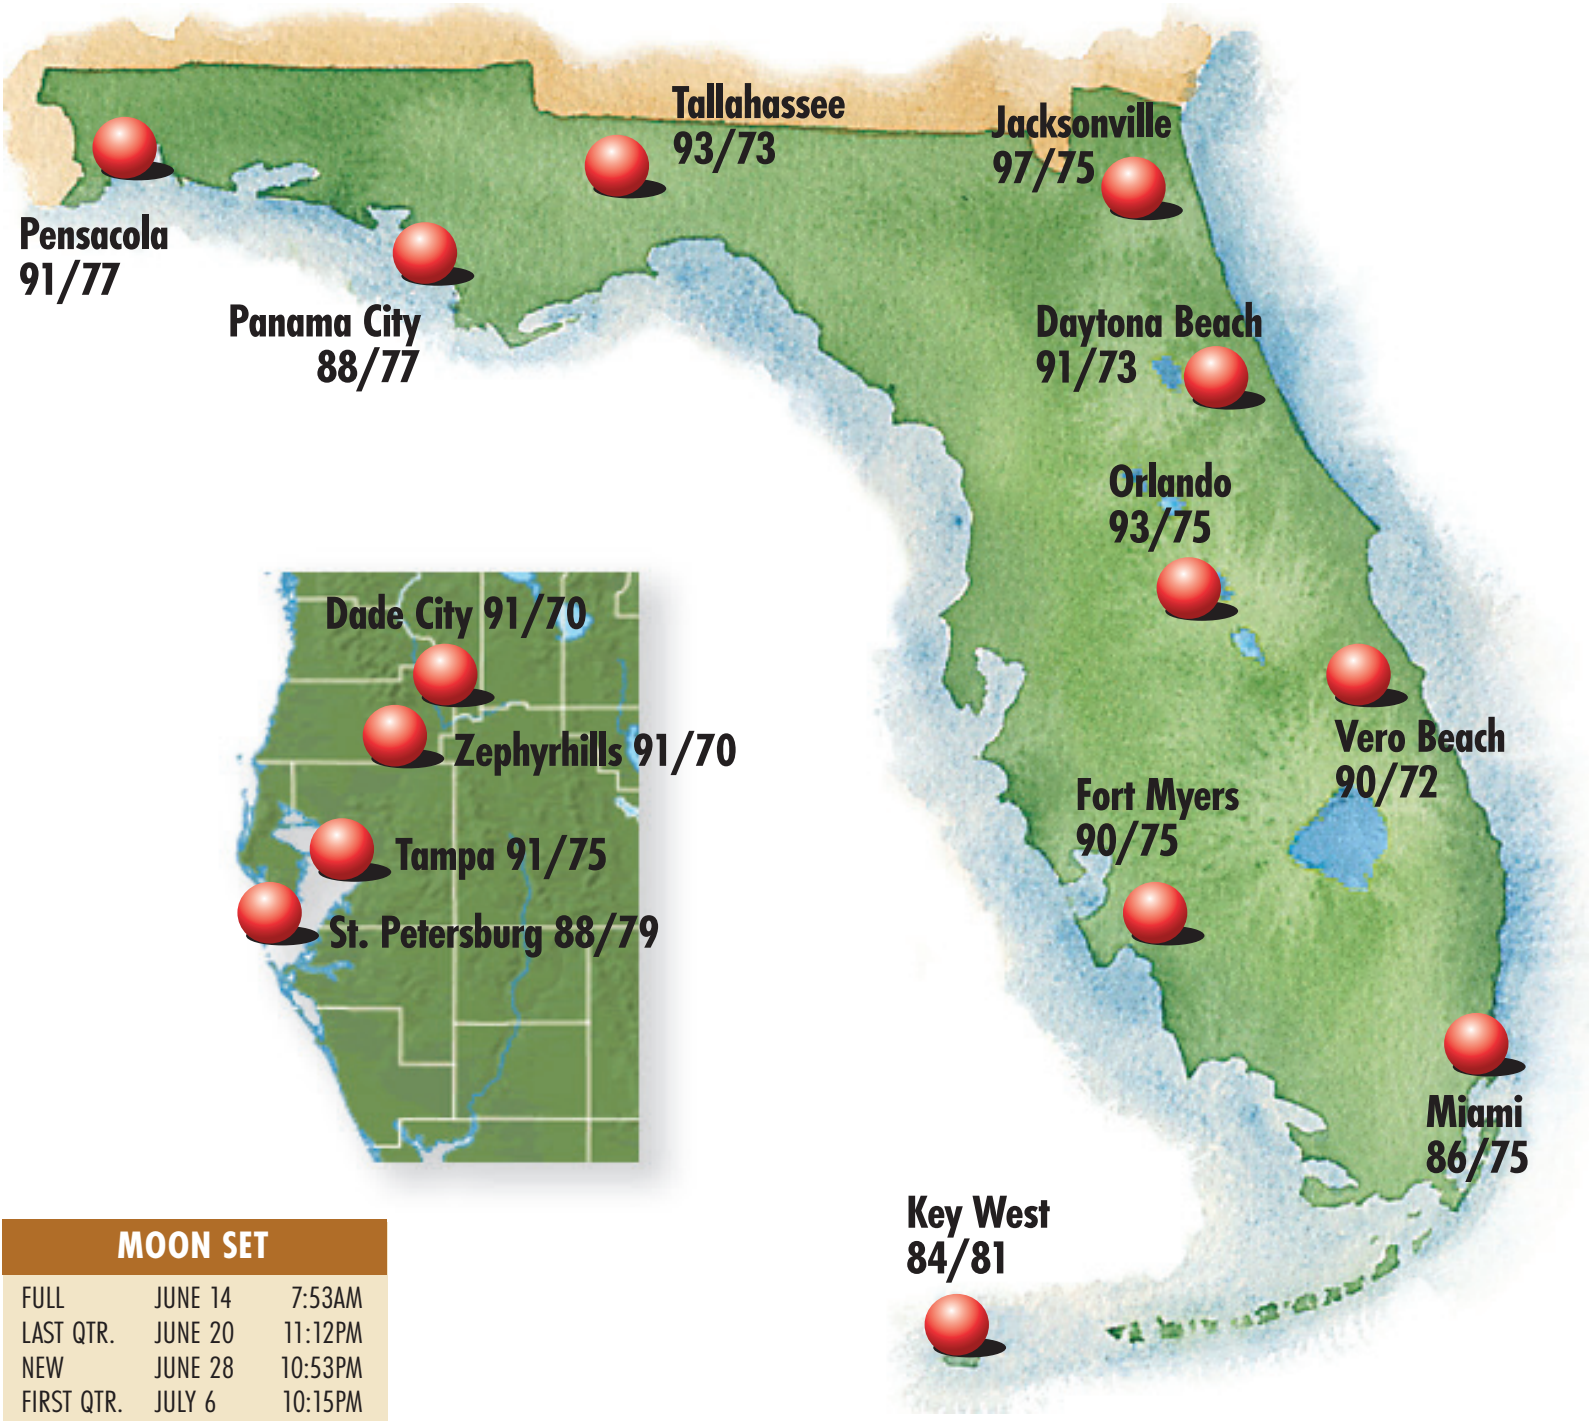 Tallahassee
93/73
Jacksonville
97/75
Pensacola
91/77
Panama City
88/77
Daytona Beach
91/73
Orlando
93/75
Dade City 91/70
Zephyrhills 91/70
Tampa 91/75
St. Petersburg 88/79
Vero Beach
90/72
Fort Myers
90/75
Miami
86/75
Key West
84/81
MOON SET
FULL JUNE 14 7:53AM
LAST QTR. JUNE 20 11:12PM
NEW JUNE 28 10:53PM
FIRST QTR. JULY 6 10:15PM